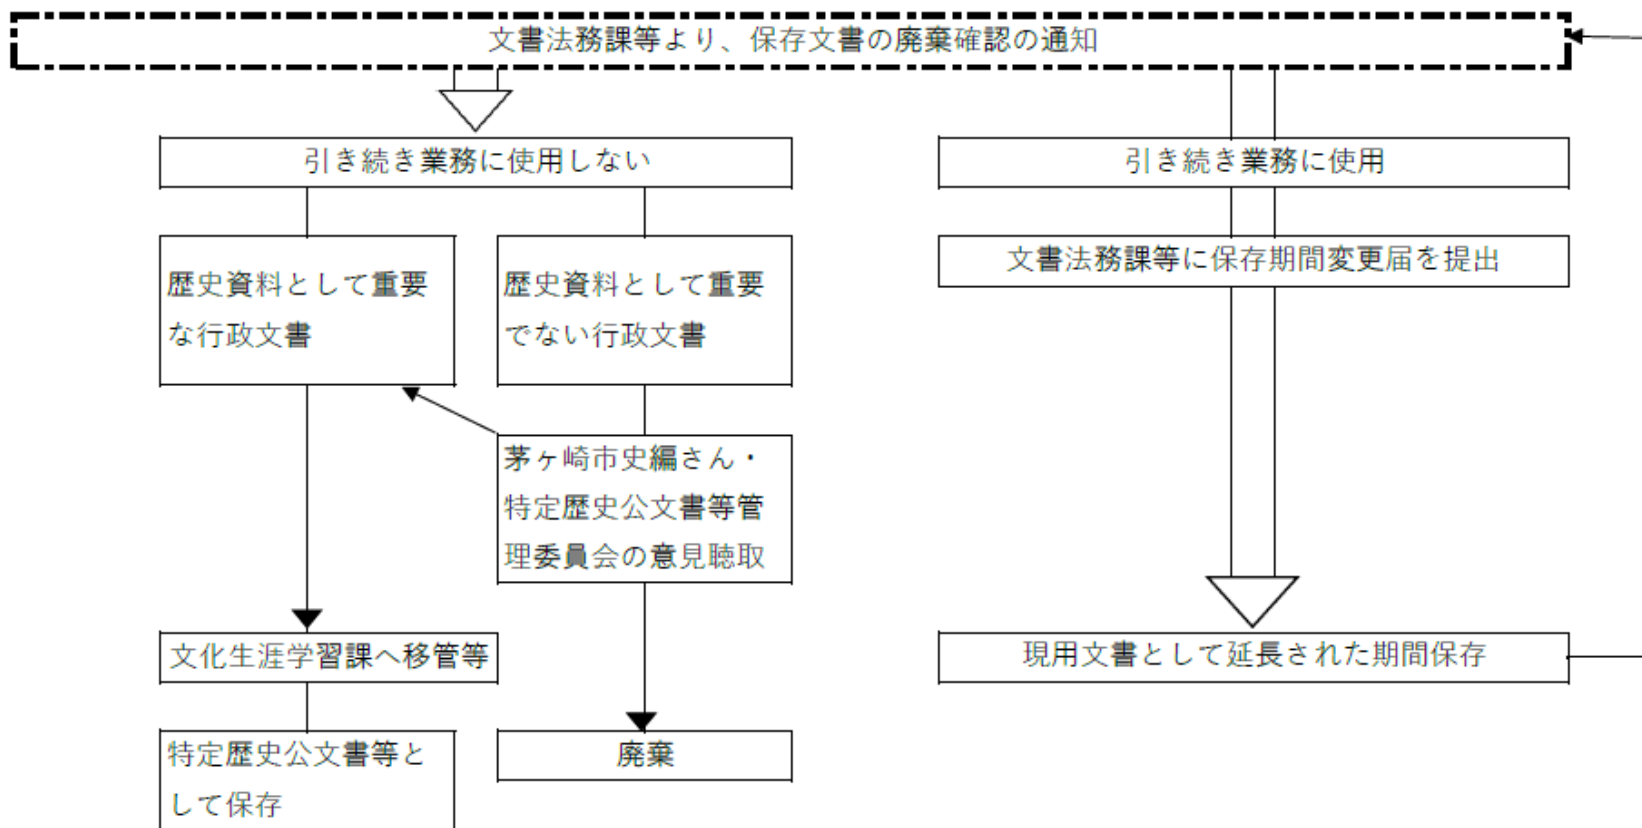 文書法務課等より、保存文書の廃棄確認の通知
引き続き業務に使用しない
引き続き業務に使用
歴史資料として重要
な行政文書
歴史資料として重要
でない行政文書
文書法務課等に保存期間変更届を提出
茅ヶ崎市史編さん・
特定歴史公文書等管
理委員会の意見聴取
文化生涯学習課へ移管等
現用文書として延長された期間保存
特定歴史公文書等と
して保存
廃棄